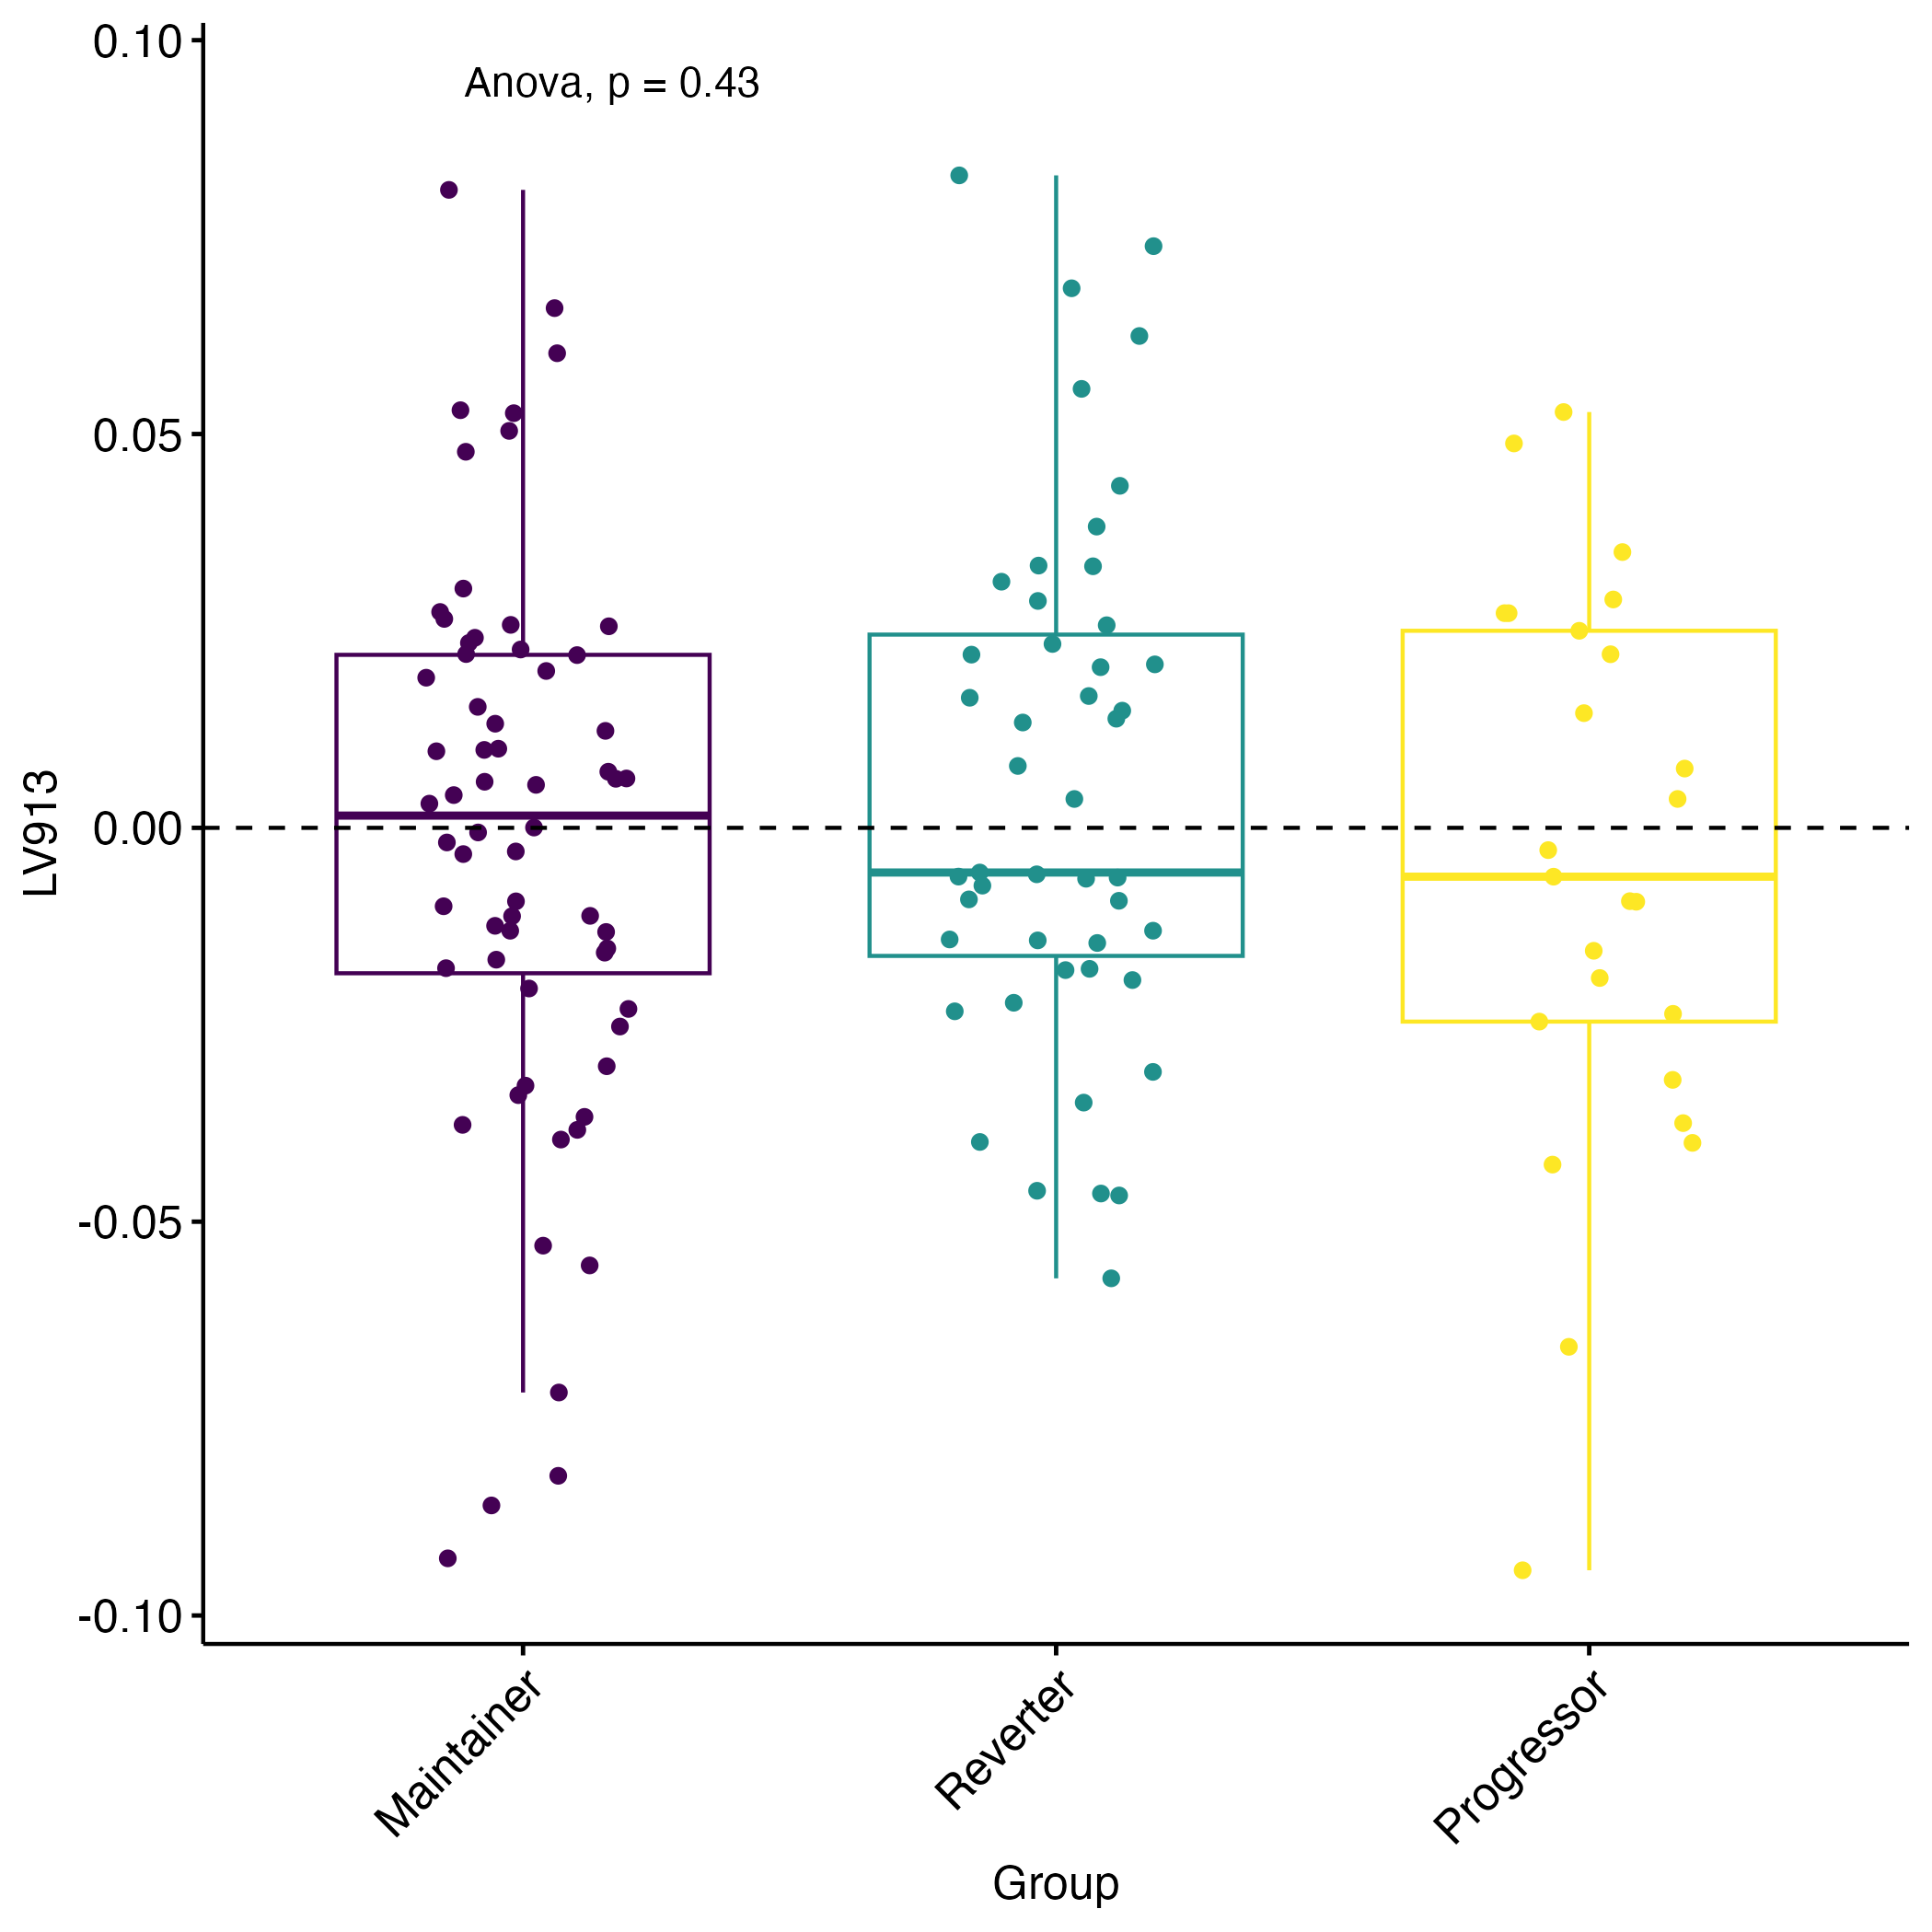 Anova, p = 0.43
0.10
0.05
0.00
-0.05
-0.10
LV913
Maintainer
Reverter
Progressor
Group